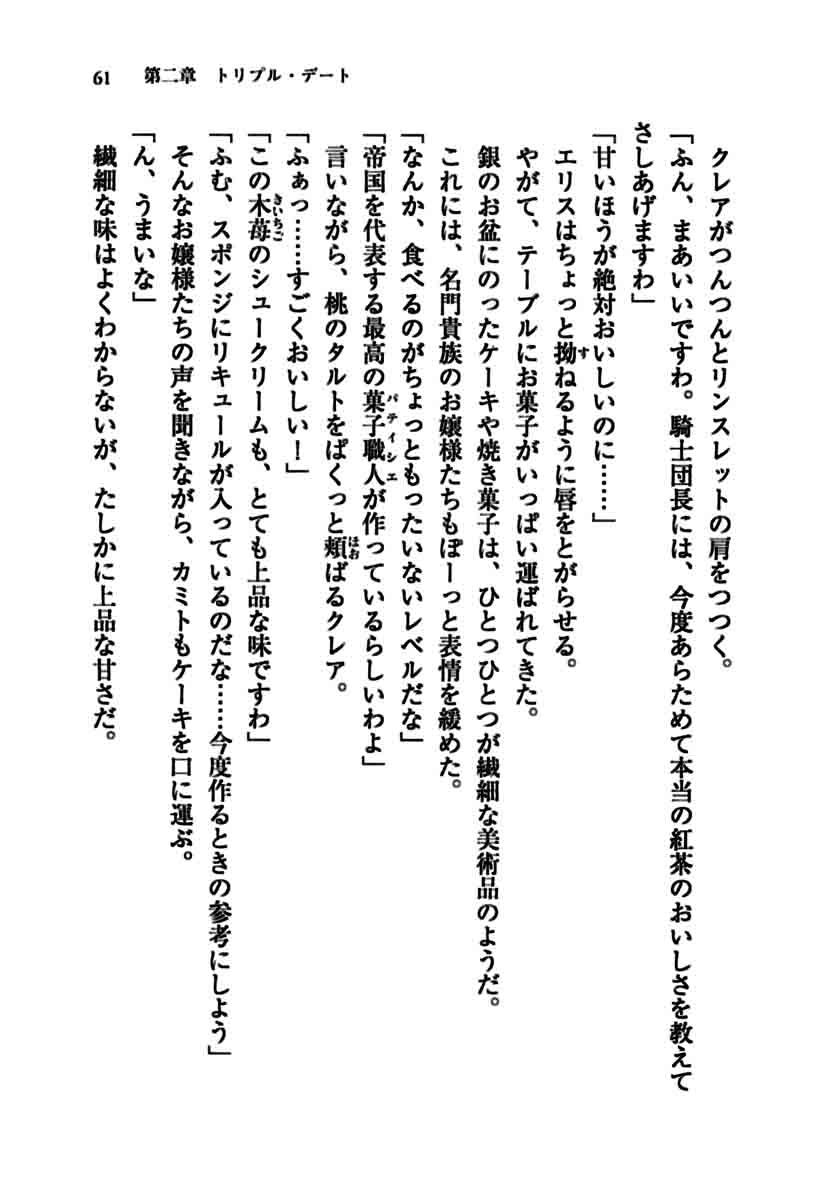 61　第二章　トリプル・デート
クレアがつんつんとリンスレットの肩をつつく。
「ふん、まあいいですわ。騎士団長には、今度あらためて本当の紅茶のおいしさを教えて
さしあげますわ」
「甘いほうが絶対おいしいのに……」
エリスはちょっと拗すねるように唇をとがらせる。
やがて、テーブルにお菓子がいっぱい運ばれてきた。
銀のお盆にのったケーキや焼き菓子は、ひとつひとつが繊細な美術品のようだ。
これには、名門貴族のお嬢様たちもぽーっと表情を緩めた。
「なんか、食べるのがちょっともったいないレベルだな」
「帝国を代表する最高の菓子職人パティシエが作っているらしいわよ」
言いながら、桃のタルトをぱくっと頬ほおばるクレア。
「ふぁっ……すごくおいしい！」
「この木苺きいちごのシュークリームも、とても上品な味ですわ」
「ふむ、スポンジにリキュールが入っているのだな……今度作るときの参考にしよう」
そんなお嬢様たちの声を聞きながら、カミトもケーキを口に運ぶ。
「ん、うまいな」
繊細な味はよくわからないが、たしかに上品な甘さだ。